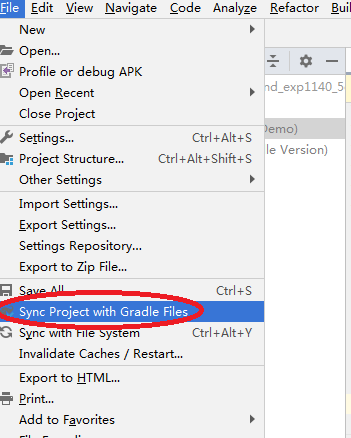 File Edit View Navigate Code Analyze Refactor
New
Open...
Profile or debug APK
Open Recent
Close Project
Settings... Ctrl+Alt+S
Project Structure... Ctrl+Alt+Shift+S
Other Settings
Import Settings...
Export Settings...
Settings Repository...
Export to Zip File...
Save All Ctrl+S
Sync Project with Gradle Files
Sync with File System Ctrl+Alt+Y
Invalidate Caches / Restart...
Export to HTML...
Print...
Add to Favorites
nd_exp1140_5
Demo)
le Version)